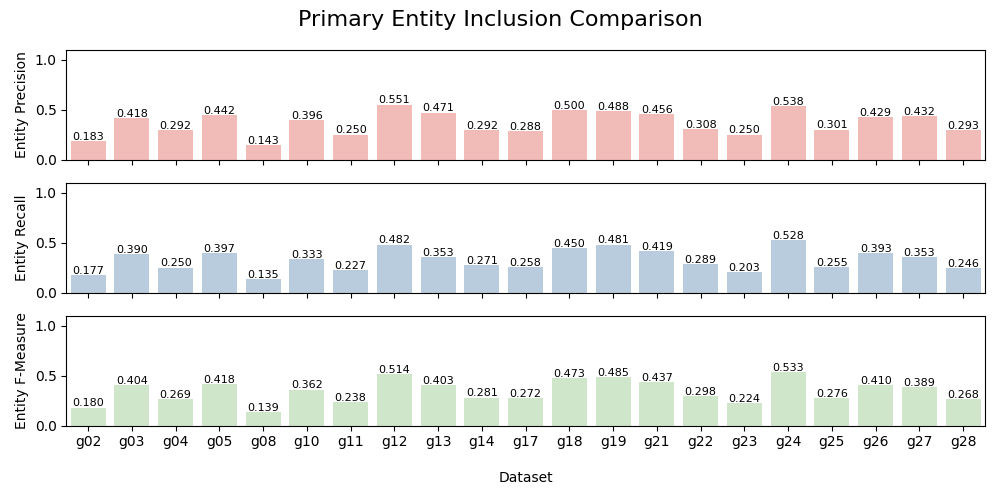 Primary Entity Inclusion Comparison
Entity Precision
1.0
0.5
0.0
0.183 0.418 0.292 0.442 0.143 0.396 0.250 0.551 0.471 0.292 0.288 0.500 0.488 0.456 0.308 0.250 0.538 0.301 0.429 0.432 0.293
Entity Recall
1.0
0.5
0.0
0.177 0.390 0.250 0.397 0.135 0.333 0.227 0.482 0.353 0.271 0.258 0.450 0.481 0.419 0.289 0.203 0.528 0.255 0.393 0.353 0.246
Entity F-Measure
1.0
0.5
0.0
0.180 0.404 0.269 0.418 0.139 0.362 0.238 0.514 0.403 0.281 0.272 0.473 0.485 0.437 0.298 0.224 0.533 0.276 0.410 0.389 0.268
g02 g03 g04 g05 g08 g10 g11 g12 g13 g14 g17 g18 g19 g21 g22 g23 g24 g25 g26 g27 g28
Dataset